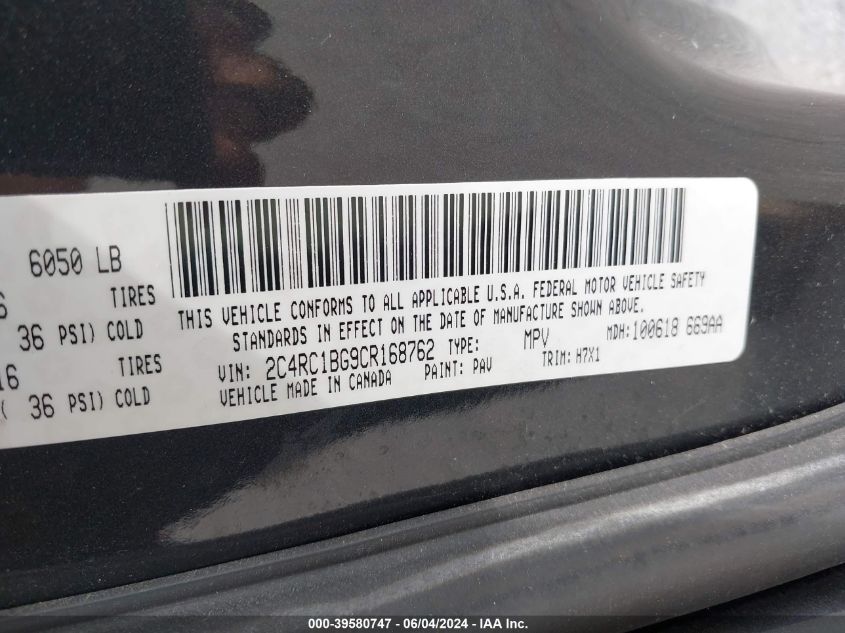 6050 LB
TIRES
36 PSI) COLD
16
( 36 PSI) COLD
TIRES
THIS VEHICLE CONFORMS TO ALL APPLICABLE U.S.A. FEDERAL MOTOR VEHICLE SAFETY
STANDARDS IN EFFECT ON THE DATE OF MANUFACTURE SHOWN ABOVE.
VIN: 2C4RC1BG9CR168762 TYPE: MPV MDH:100618 669AA
VEHICLE MADE IN CANADA PAINT: PAV TRIM: H7X1
000-39580747 - 06/04/2024 - IAA Inc.